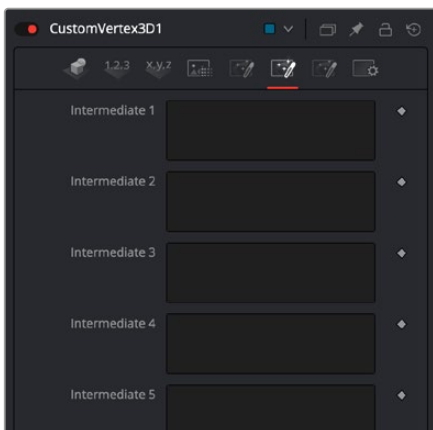 CustomVertex3D1
1.2.3 x.y.z
Intermediate 1
Intermediate 2
Intermediate 3
Intermediate 4
Intermediate 5